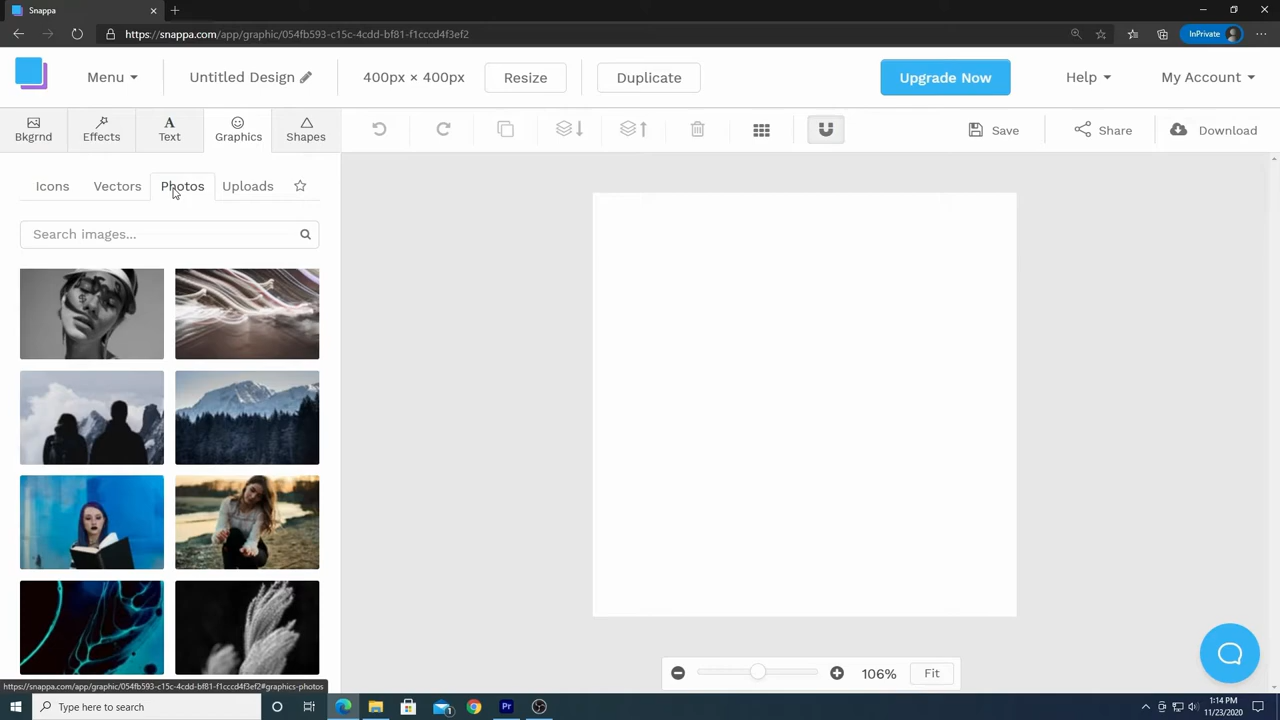 Snappa
https://snappa.com/app/graphic/054fb593-c15c-4cdd-bf81-f1cccd4f3ef2
InPrivate
Menu
Untitled Design
400px × 400px
Resize
Duplicate
Upgrade Now
Help
My Account
Bkgrnd
Effects
A
Text
Graphics
Shapes
Save
Share
Download
Icons
Vectors
Photos
Uploads
Search images...
106%
Fit
https://snappa.com/app/graphic/054fb593-c15c-4cdd-bf81-f1cccd4f3ef2#graphics-photos
Type here to search
1
Pr
1:14 PM
11/23/2020